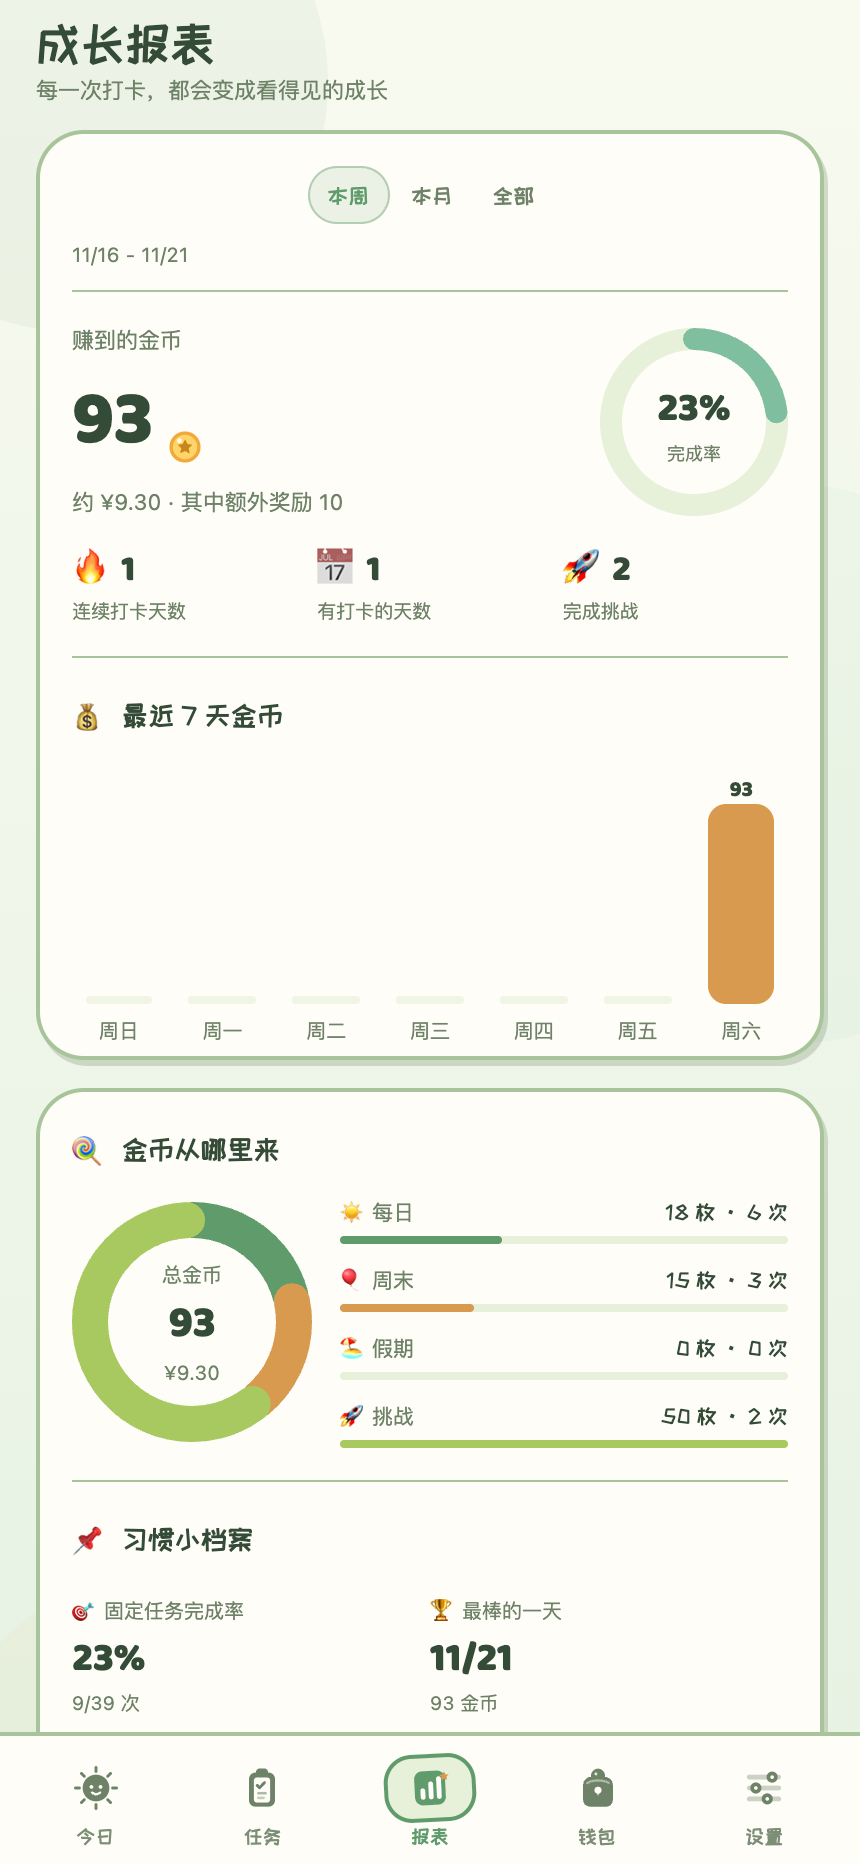 成长报表
每一次打卡，都会变成看得见的成长
本周 本月 全部
11/16 - 11/21
赚到的金币
93
23%
完成率
约 ¥9.30 · 其中额外奖励 10
1
JUL 17 1
2
连续打卡天数
有打卡的天数
完成挑战
最近 7 天金币
93
周日 周一 周二 周三 周四 周五 周六
金币从哪里来
总金币
93
¥9.30
每日 18 枚 · 6 次
周末 15 枚 · 3 次
假期 0 枚 · 0 次
挑战 50 枚 · 2 次
习惯小档案
固定任务完成率
23%
9/39 次
最棒的一天
11/21
93 金币
今日 任务 报表 钱包 设置